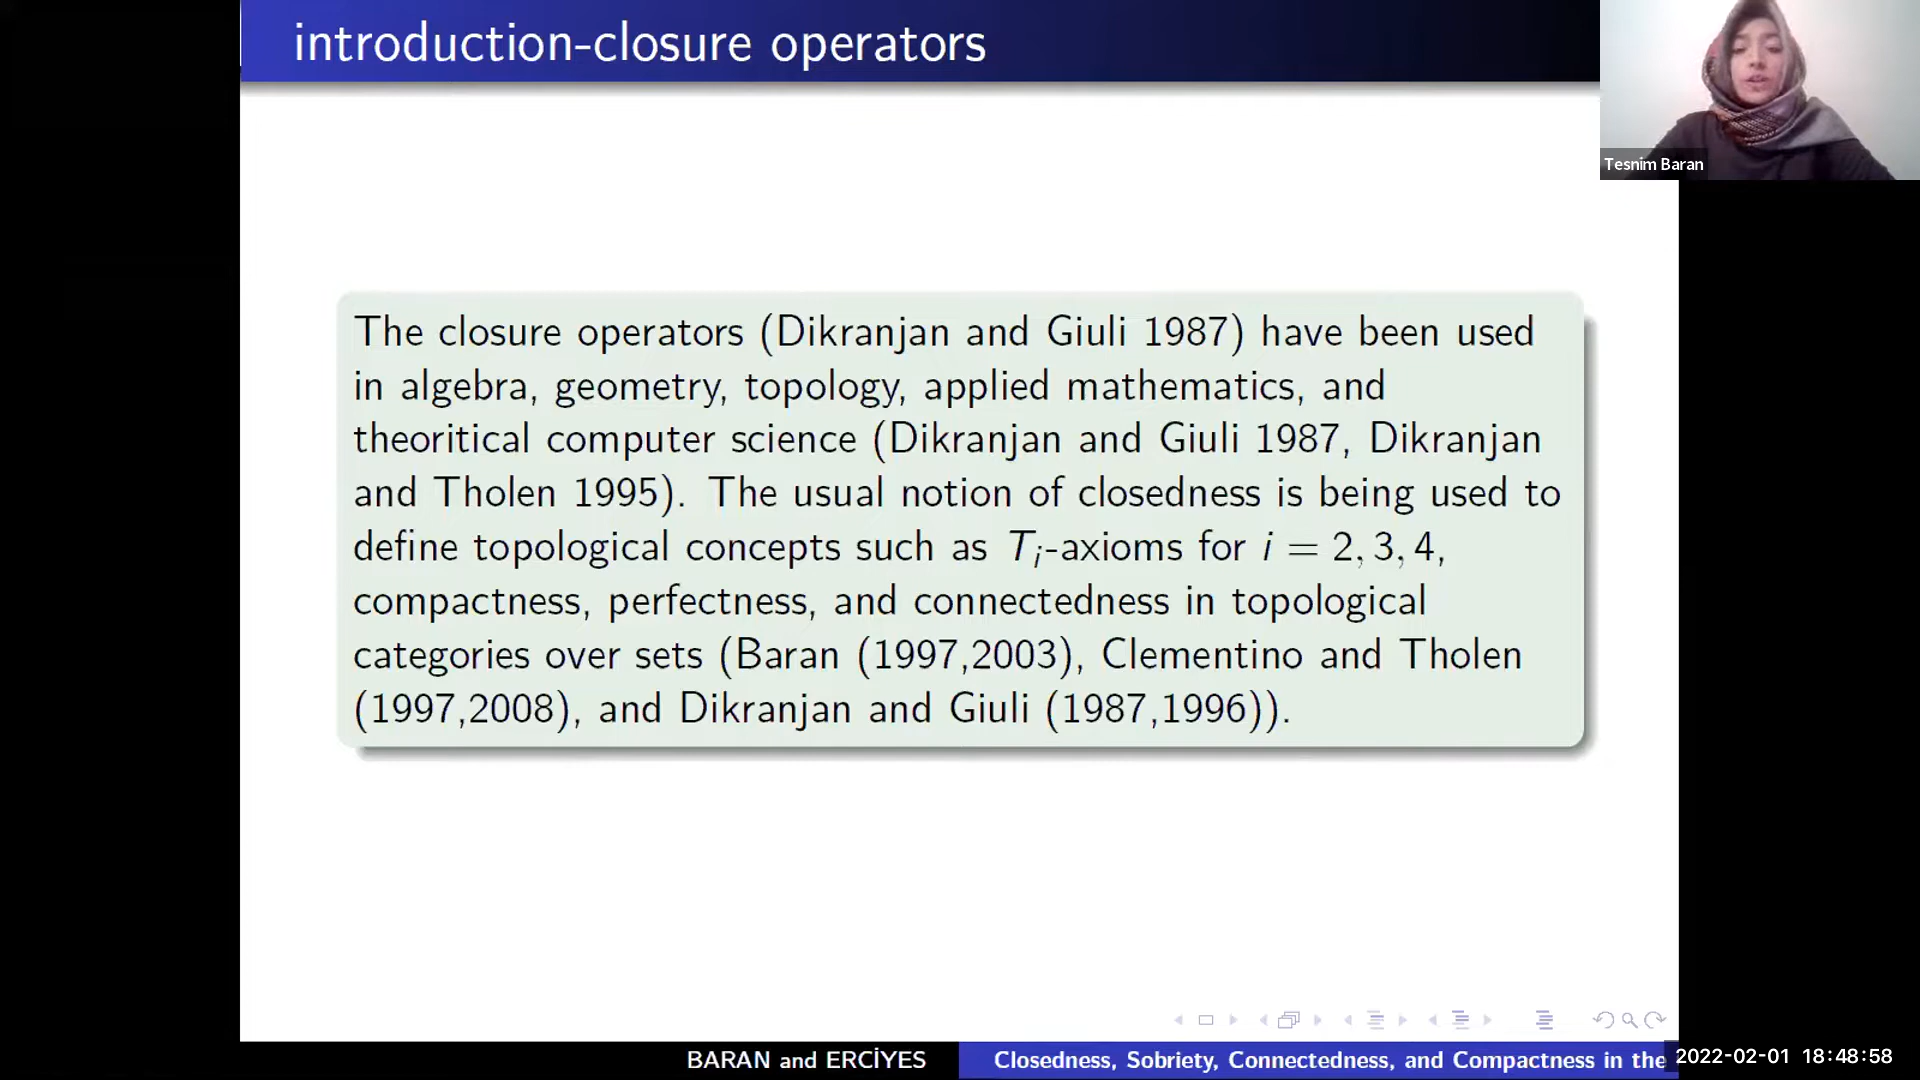 introduction-closure operators
Tesnim Baran
The closure operators (Dikranjan and Giuli 1987) have been used
in algebra, geometry, topology, applied mathematics, and
theoritical computer science (Dikranjan and Giuli 1987, Dikranjan
and Tholen 1995). The usual notion of closedness is being used to
define topological concepts such as Tᵢ-axioms for i = 2, 3, 4,
compactness, perfectness, and connectedness in topological
categories over sets (Baran (1997,2003), Clementino and Tholen
(1997,2008), and Dikranjan and Giuli (1987,1996)).
BARAN and ERCİYES
Closedness, Sobriety, Connectedness, and Compactness in the
2022-02-01 18:48:58